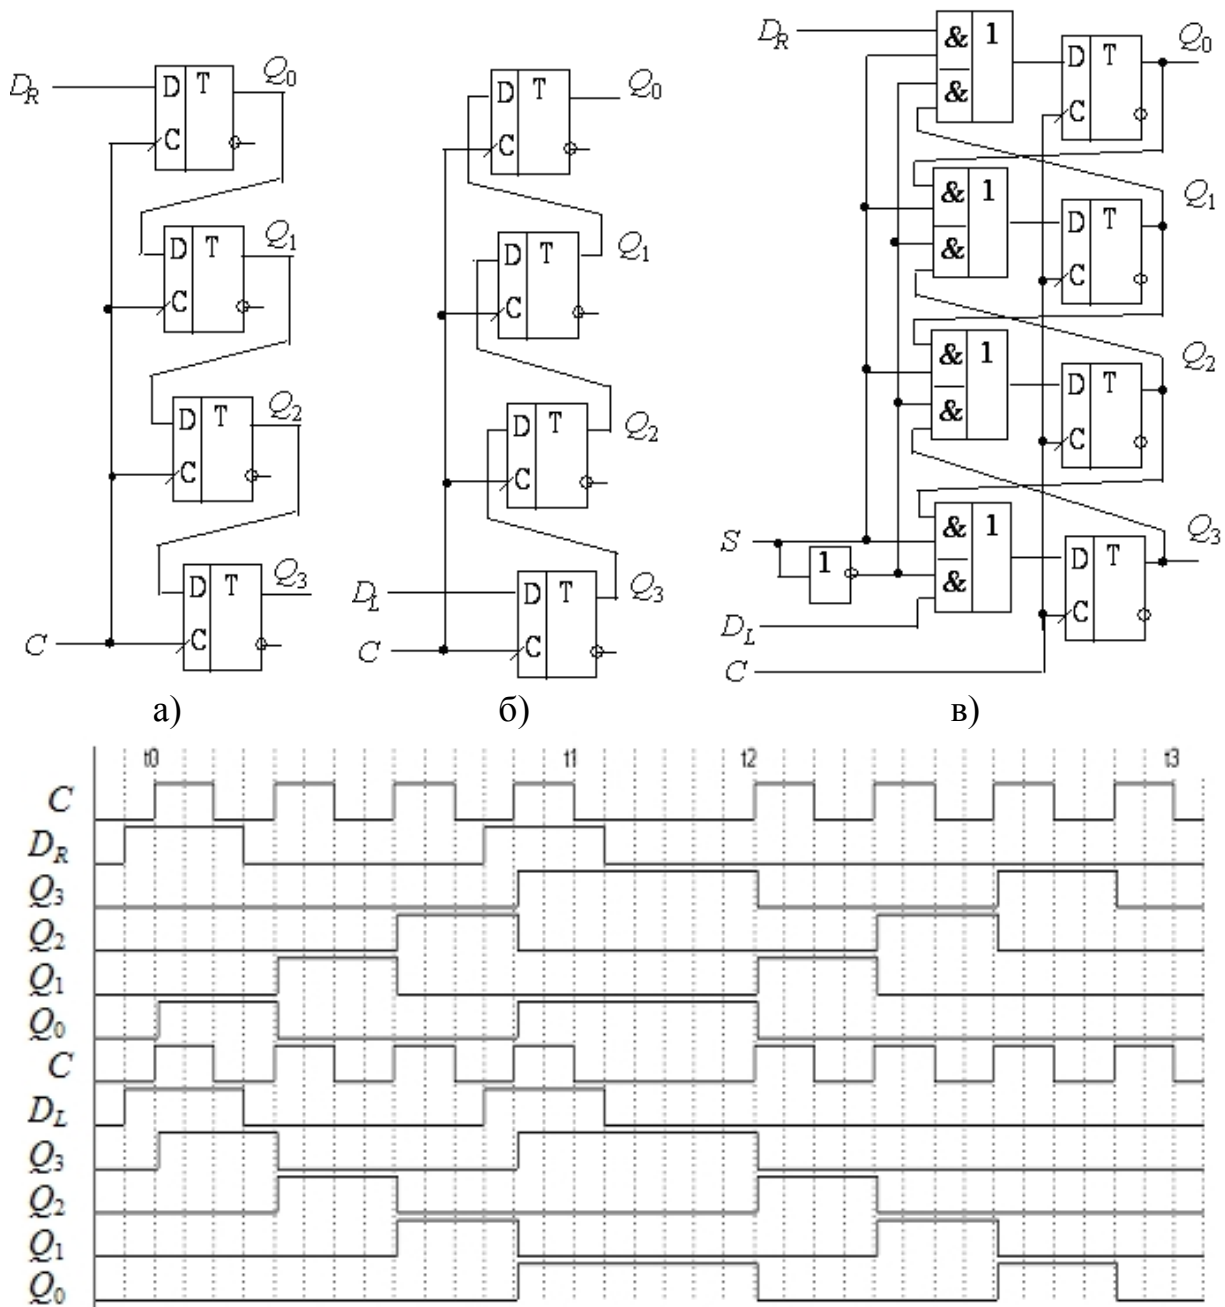 D_R D T Q_0
C
D T Q_1
C
D T Q_2
C
D T Q_3
C C
а)
D T Q_0
C
D T Q_1
C
D T Q_2
C
D_L D T Q_3
C C
б)
D_R & 1 D T Q_0
& C
& 1 D T Q_1
& C
& 1 D T Q_2
& C
S 1 & 1 D T Q_3
& C
D_L
C
в)
t0 t1 t2 t3
C
D_R
Q_3
Q_2
Q_1
Q_0
C
D_L
Q_3
Q_2
Q_1
Q_0